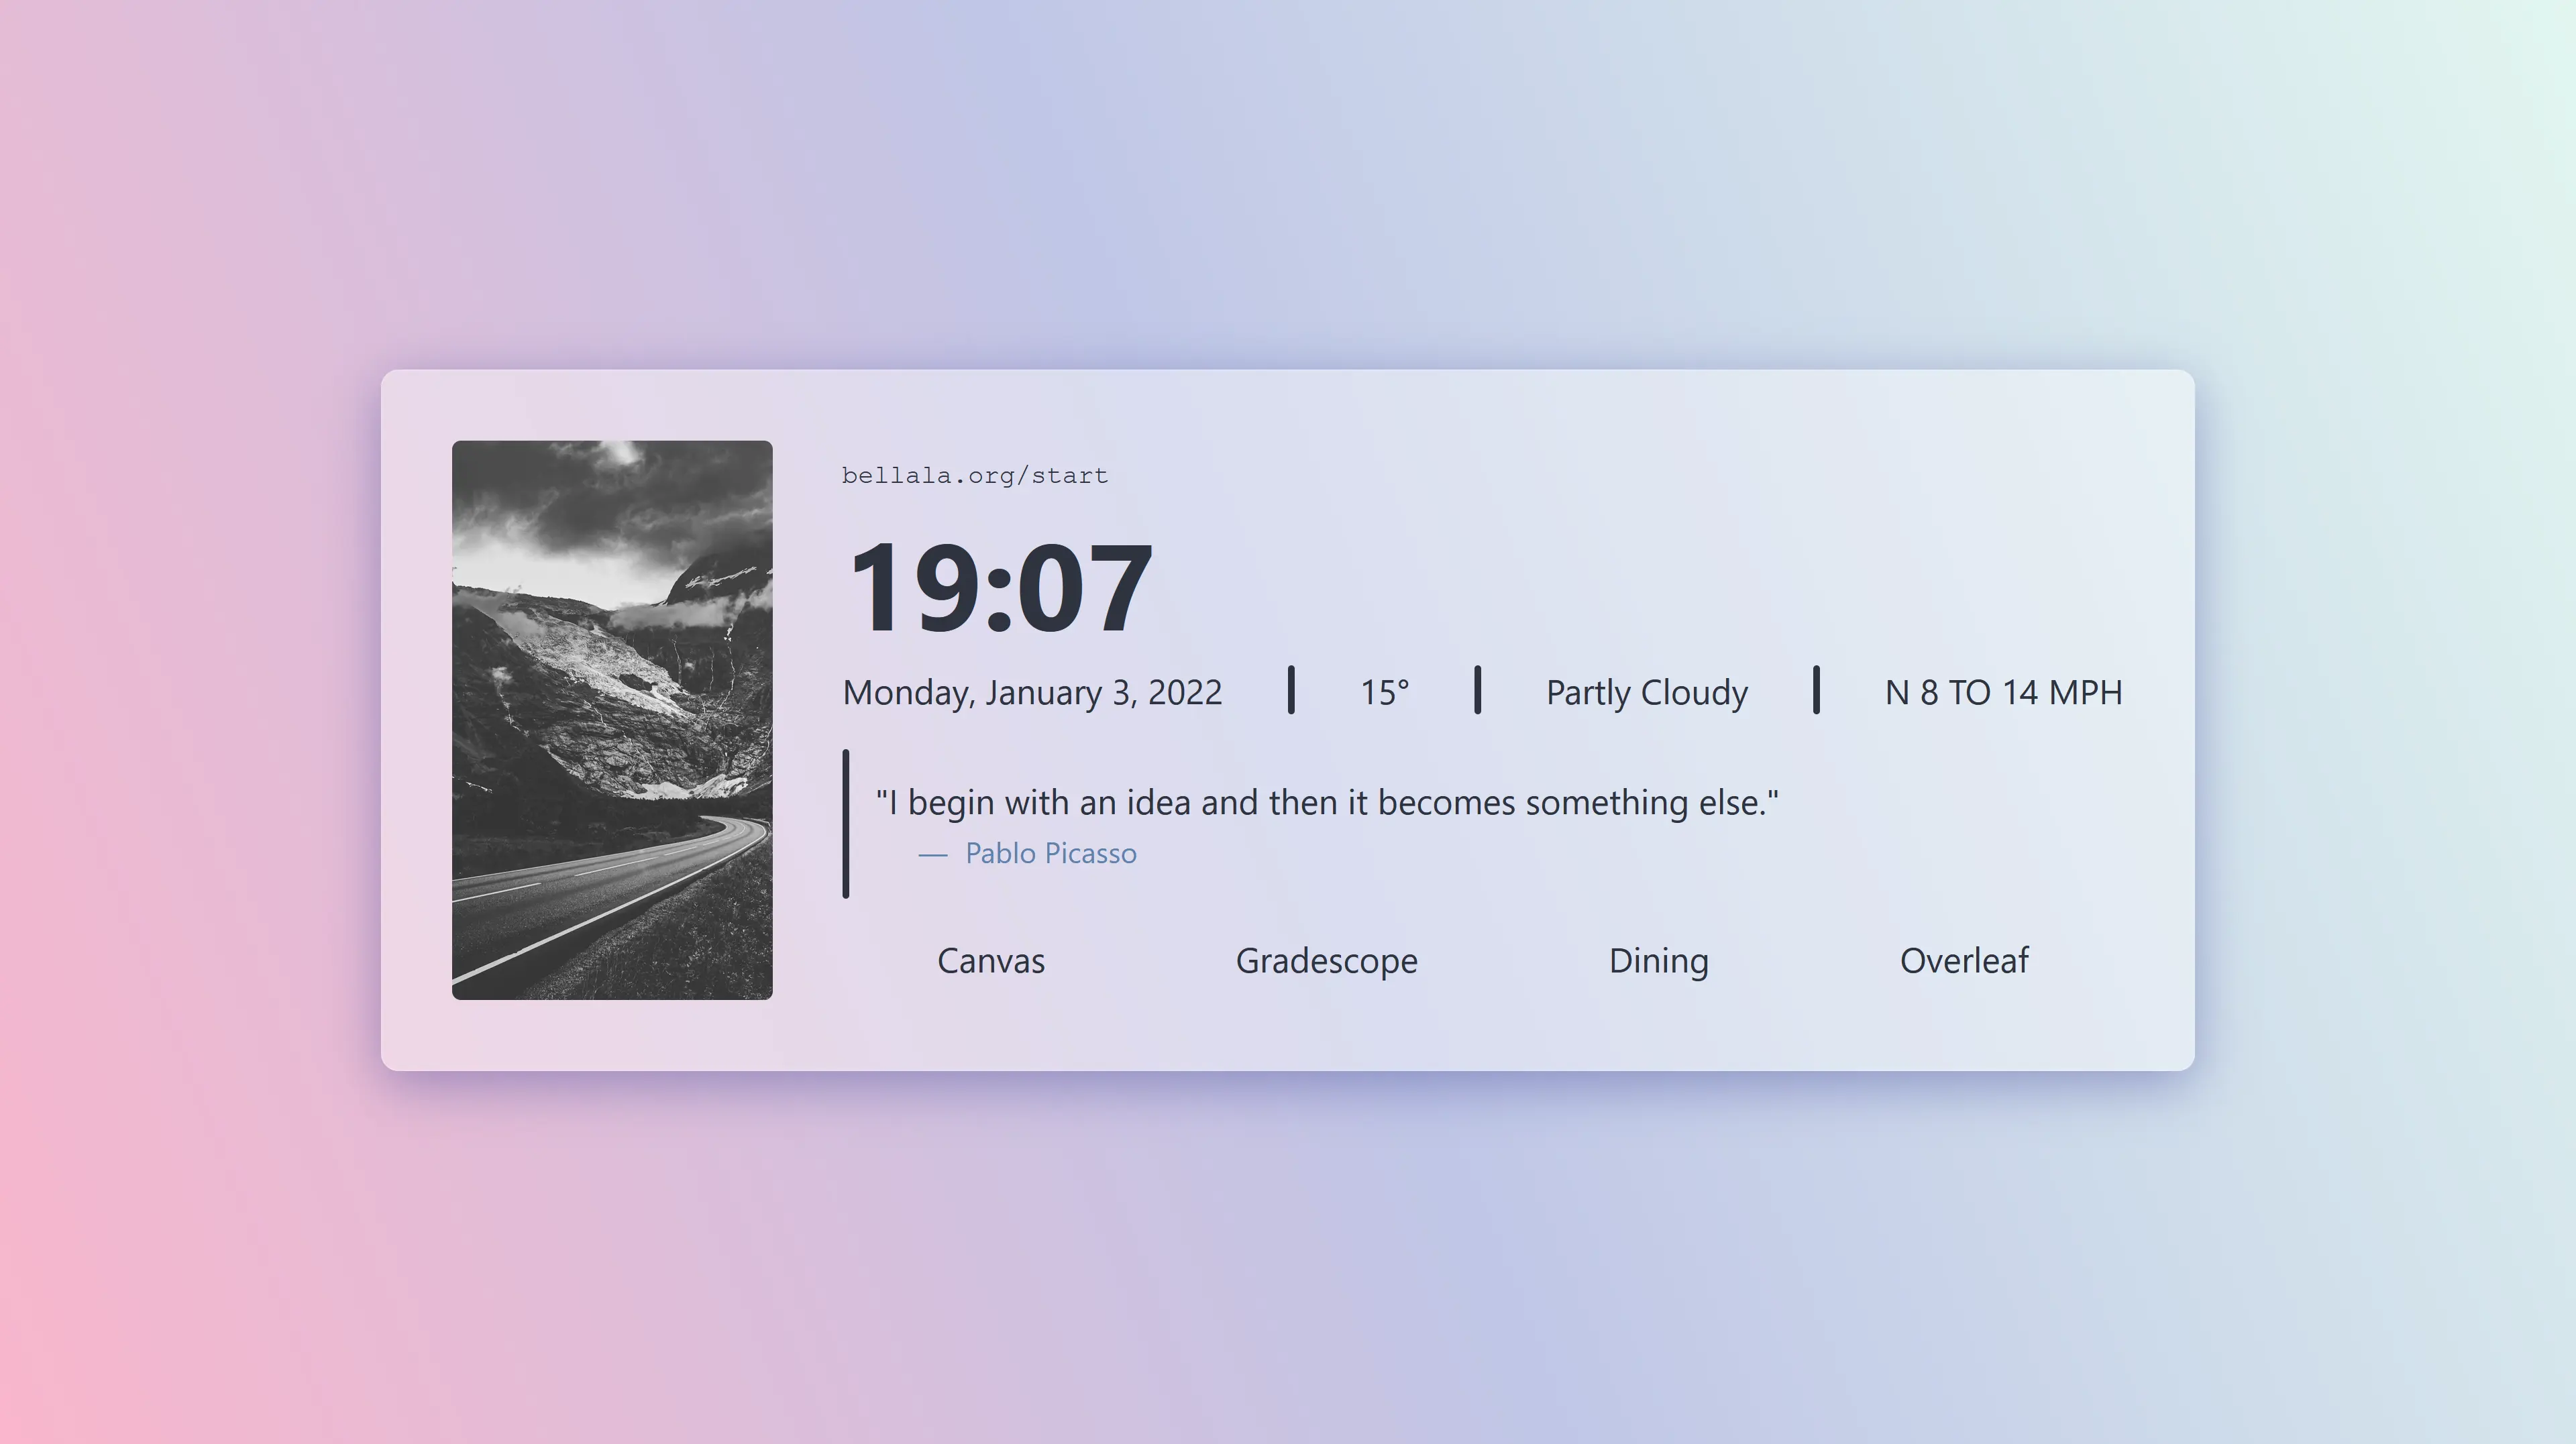 bellala.org/start
19:07
Monday, January 3, 2022 15° Partly Cloudy N 8 TO 14 MPH
"I begin with an idea and then it becomes something else."
— Pablo Picasso
Canvas Gradescope Dining Overleaf